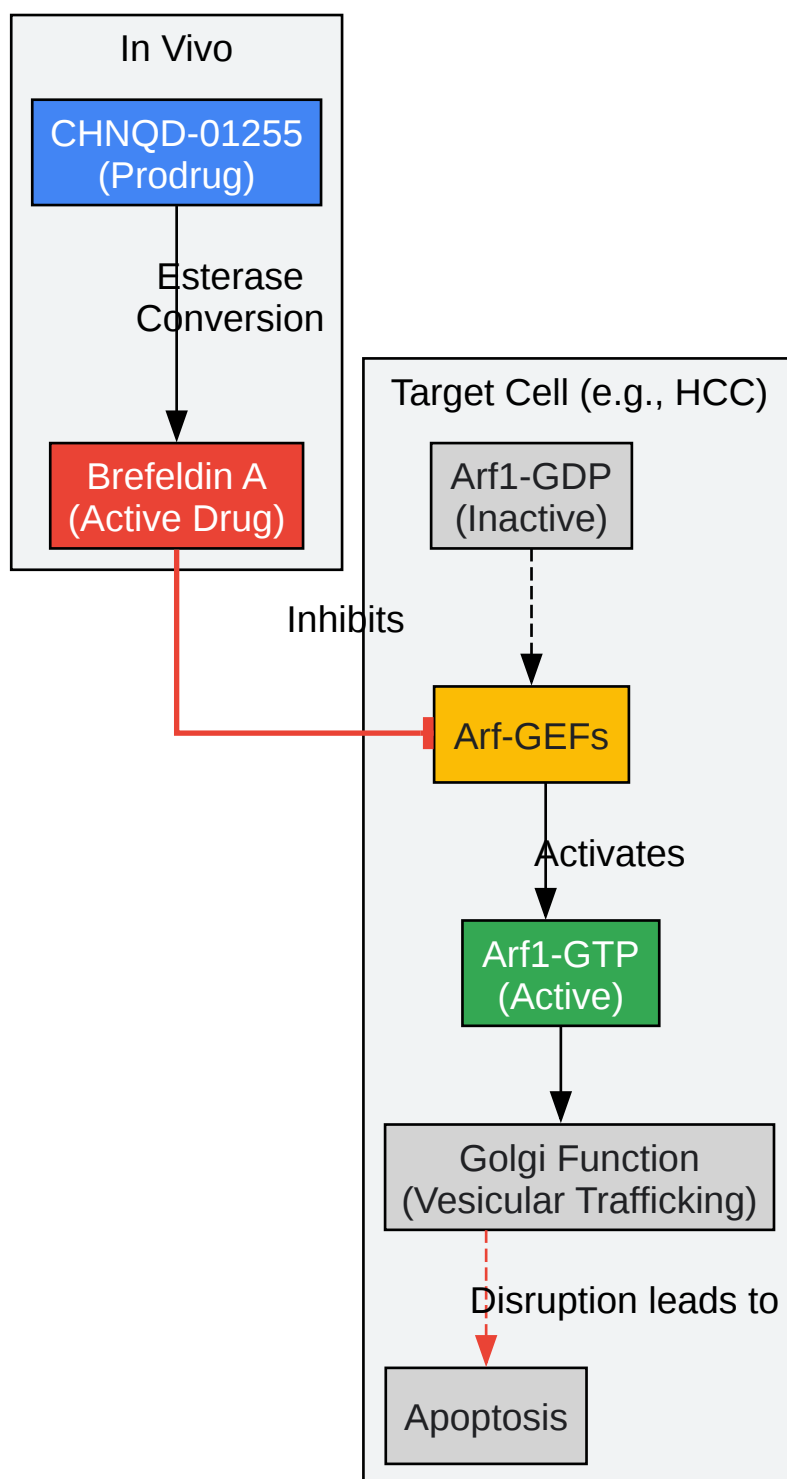 In Vivo
CHNQD-01255
(Prodrug)
Esterase
Conversion
Brefeldin A
(Active Drug)
Inhibits
Target Cell (e.g., HCC)
Arf1-GDP
(Inactive)
Arf-GEFs
Activates
Arf1-GTP
(Active)
Golgi Function
(Vesicular Trafficking)
Disruption leads to
Apoptosis